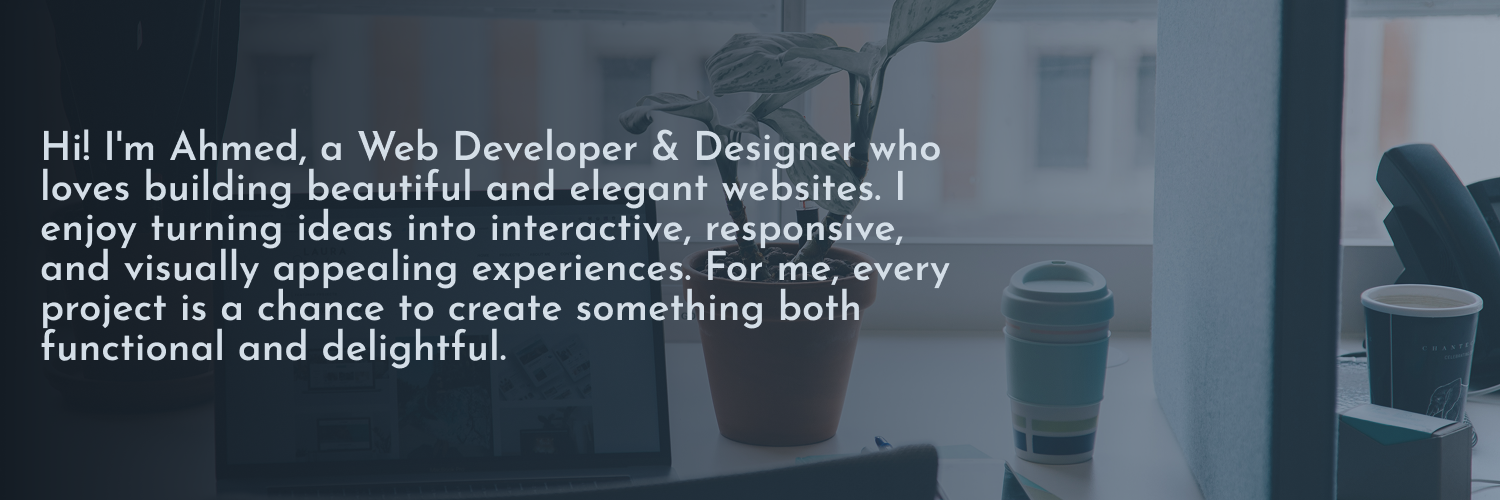 Hi! I'm Ahmed, a Web Developer & Designer who
loves building beautiful and elegant websites. I
enjoy turning ideas into interactive, responsive,
and visually appealing experiences. For me, every
project is a chance to create something both
functional and delightful.